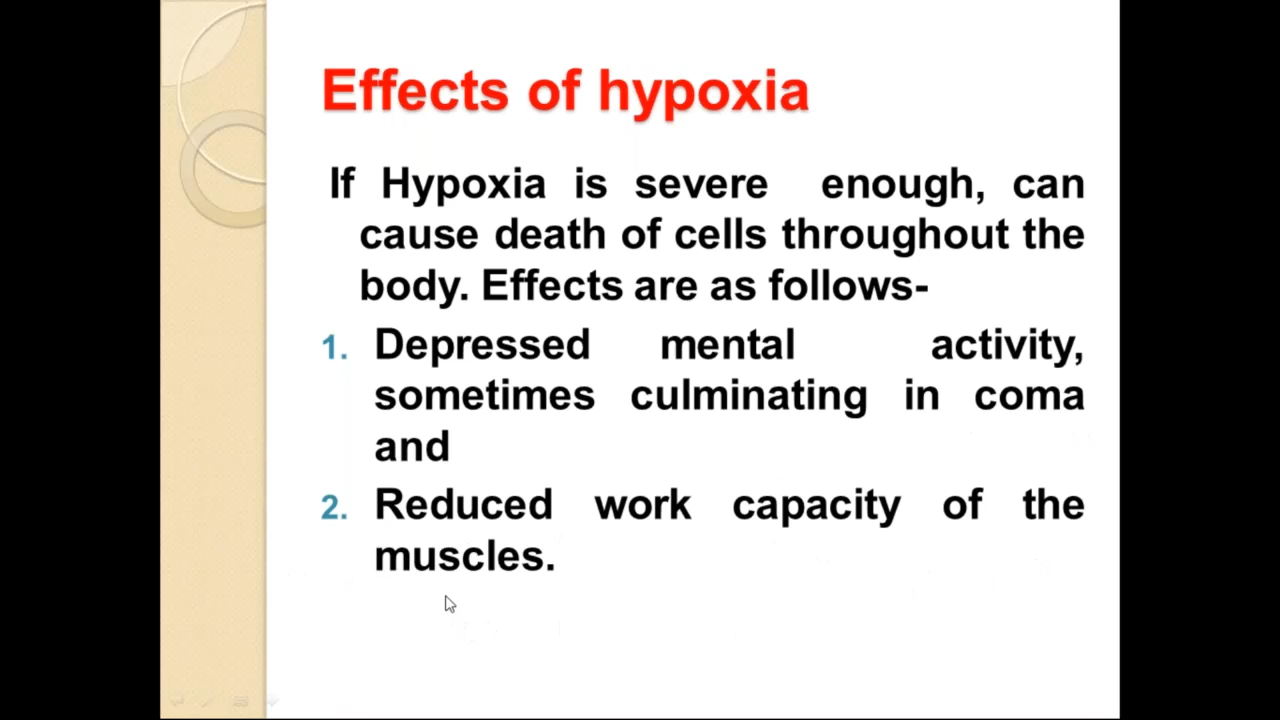 Effects of hypoxia
If Hypoxia is severe enough, can
cause death of cells throughout the
body. Effects are as follows-
1. Depressed mental activity,
sometimes culminating in coma
and
2. Reduced work capacity of the
muscles.